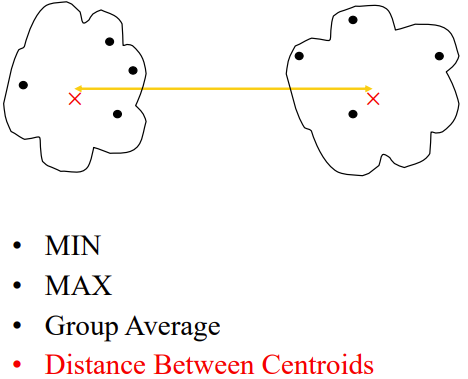 • MIN
• MAX
• Group Average
• Distance Between Centroids